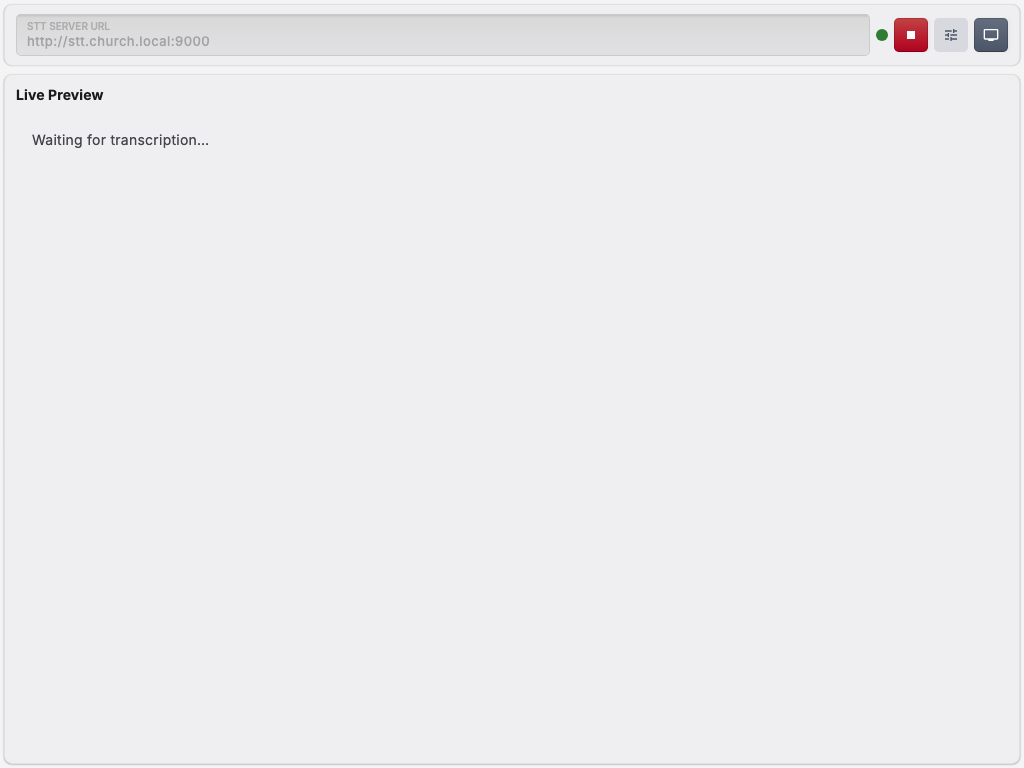 STT SERVER URL
http://stt.church.local:9000
Live Preview
Waiting for transcription...